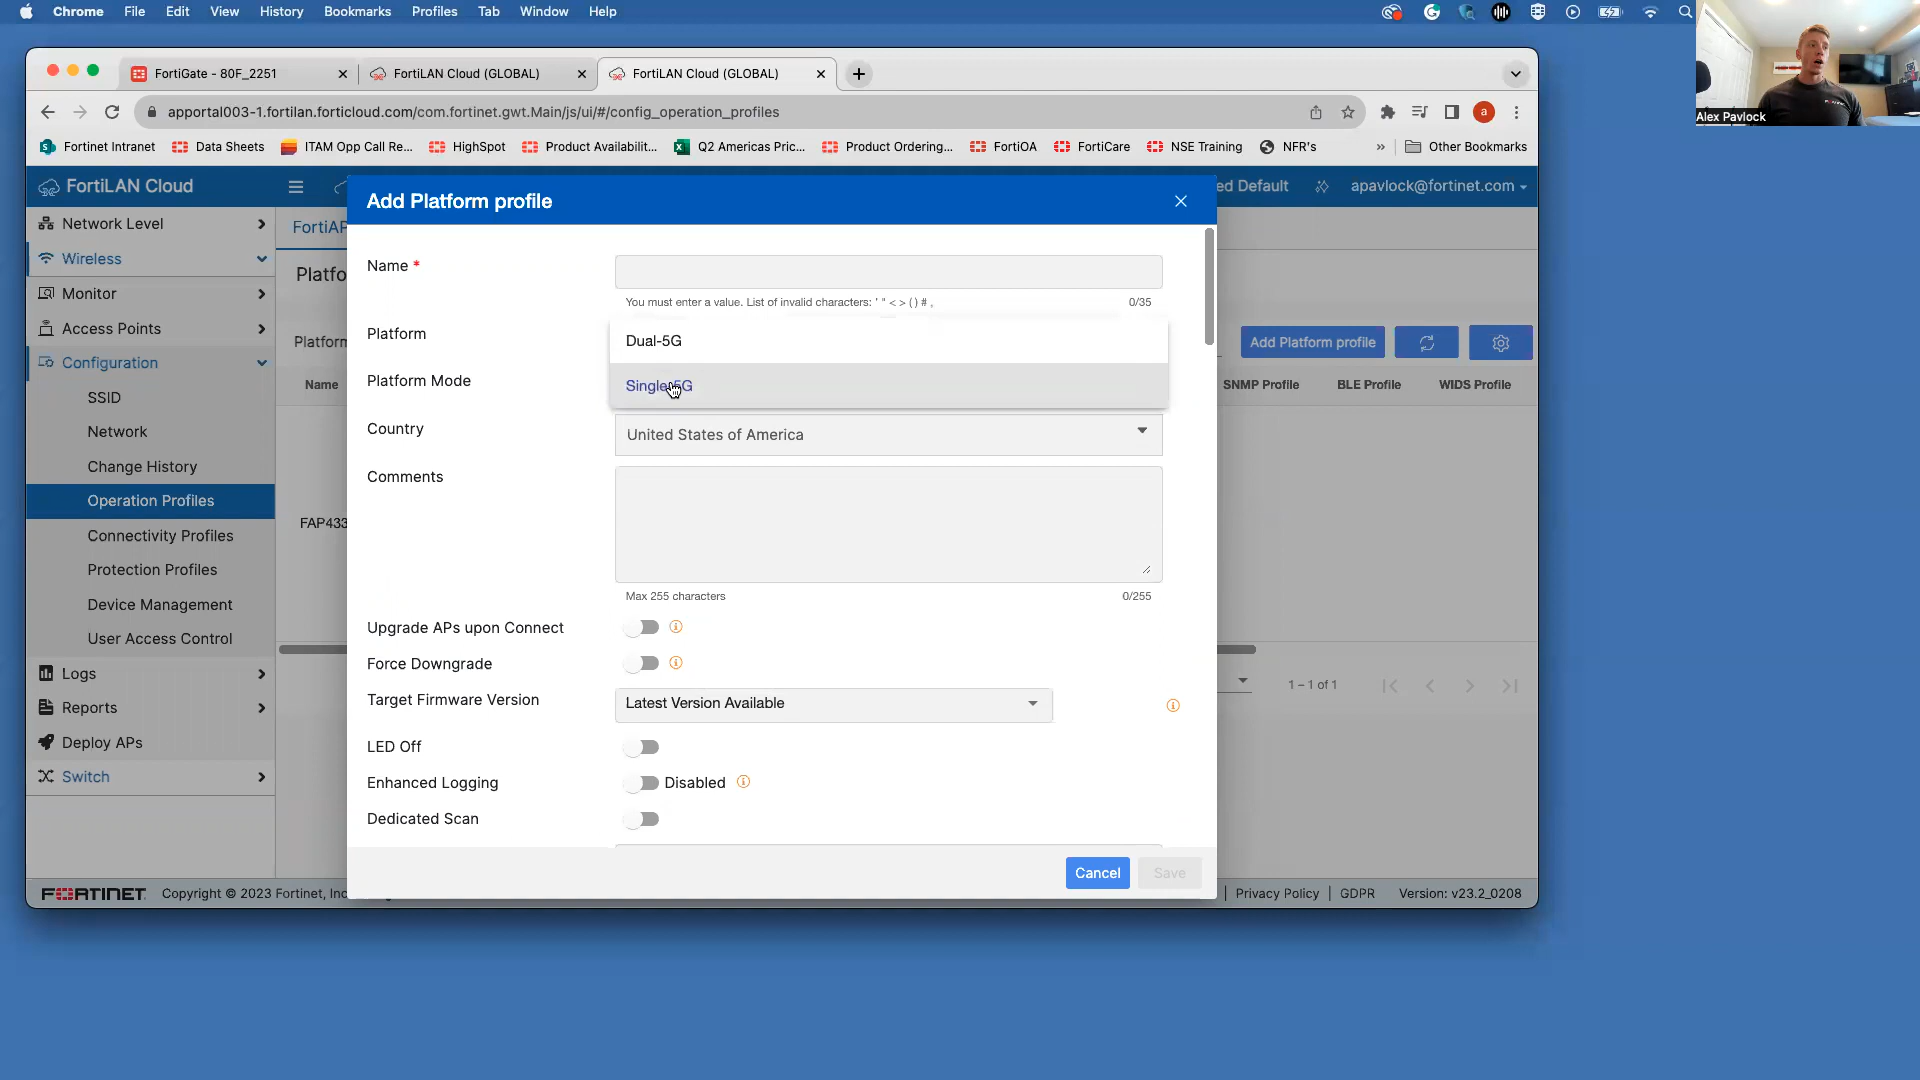 Chrome File Edit View History Bookmarks Profiles Tab Window Help
Alex Pavlock
FortiGate - 80F_2251 FortiLAN Cloud (GLOBAL) FortiLAN Cloud (GLOBAL)
apportal003-1.fortilan.forticloud.com/com.fortinet.gwt.Main/js/ui/#/config_operation_profiles
Fortinet Intranet Data Sheets ITAM Opp Call Re... HighSpot Product Availabilit... Q2 Americas Pric... Product Ordering... FortiOA FortiCare NSE Training NFR's » Other Bookmarks
FortiLAN Cloud ed Default apavlock@fortinet.com
Add Platform profile
Network Level
Wireless
Monitor
Access Points
Configuration
SSID
Network
Change History
Operation Profiles
Connectivity Profiles
Protection Profiles
Device Management
User Access Control
Logs
Reports
Deploy APs
Switch
FortiAP
Platfo
Platform
Name
FAP433
Name *
You must enter a value. List of invalid characters: ' " < > ( ) # , 0/35
Platform
Dual-5G
Platform Mode
Single-5G
Country
United States of America
Comments
Max 255 characters 0/255
Upgrade APs upon Connect
Force Downgrade
Target Firmware Version
Latest Version Available
LED Off
Enhanced Logging Disabled
Dedicated Scan
Cancel Save
Add Platform profile
SNMP Profile BLE Profile WIDS Profile
1 – 1 of 1
FORTINET Copyright © 2023 Fortinet, Inc | Privacy Policy | GDPR Version: v23.2_0208